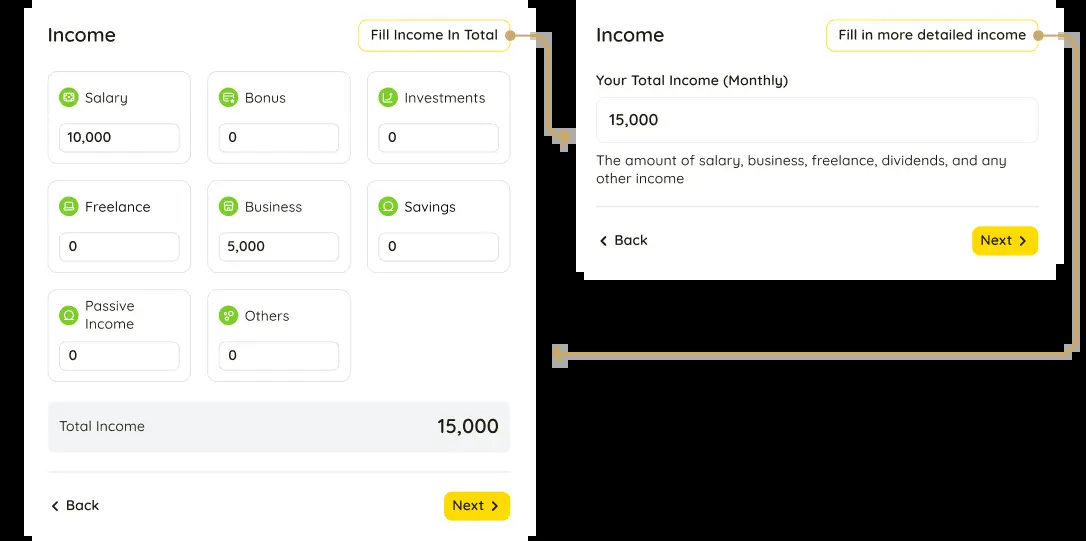 Income
Fill Income In Total
Salary
10,000
Bonus
0
Investments
0
Freelance
0
Business
5,000
Savings
0
Passive
Income
0
Others
0
Total Income
15,000
Back
Next
Income
Fill in more detailed income
Your Total Income (Monthly)
15,000
The amount of salary, business, freelance, dividends, and any
other income
Back
Next